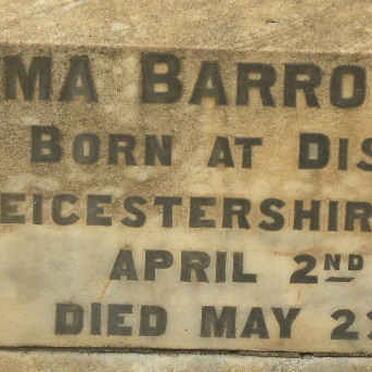 MA BARRO
BORN AT DIS
EICESTERSHIR
APRIL 2ND
DIED MAY 2